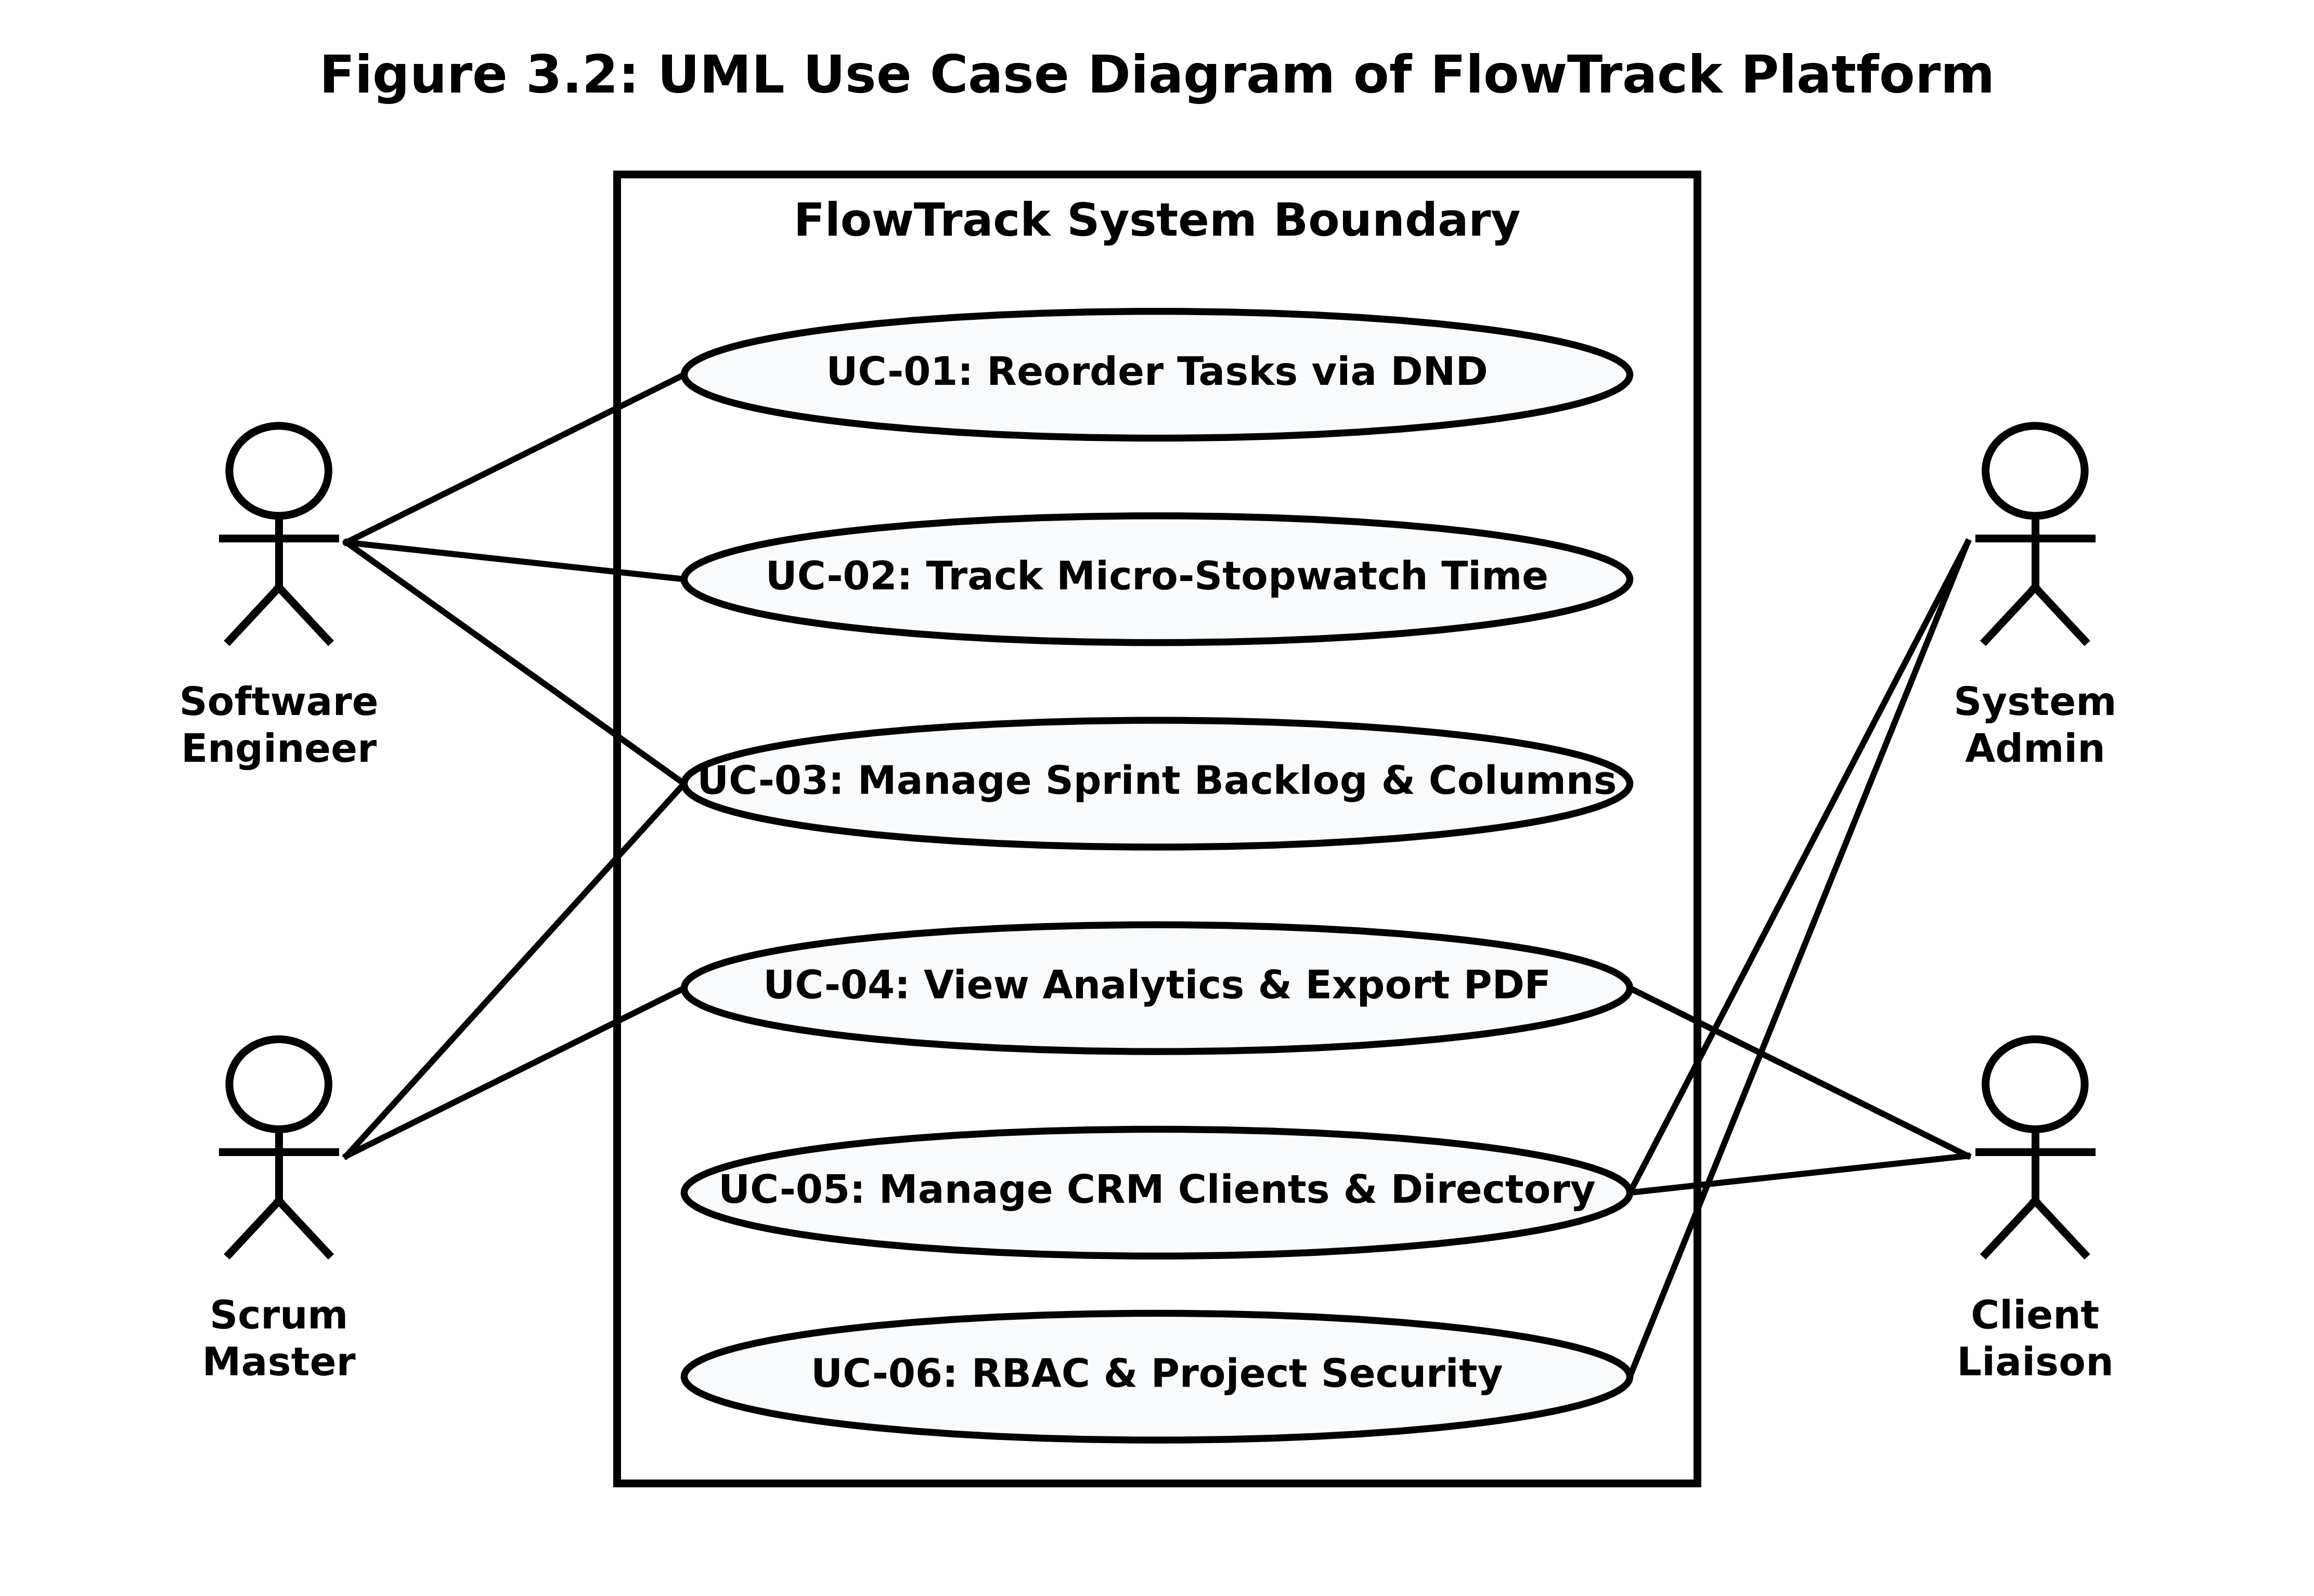 Figure 3.2: UML Use Case Diagram of FlowTrack Platform
FlowTrack System Boundary
UC-01: Reorder Tasks via DND
UC-02: Track Micro-Stopwatch Time
UC-03: Manage Sprint Backlog & Columns
UC-04: View Analytics & Export PDF
UC-05: Manage CRM Clients & Directory
UC-06: RBAC & Project Security
Software
Engineer
Scrum
Master
System
Admin
Client
Liaison